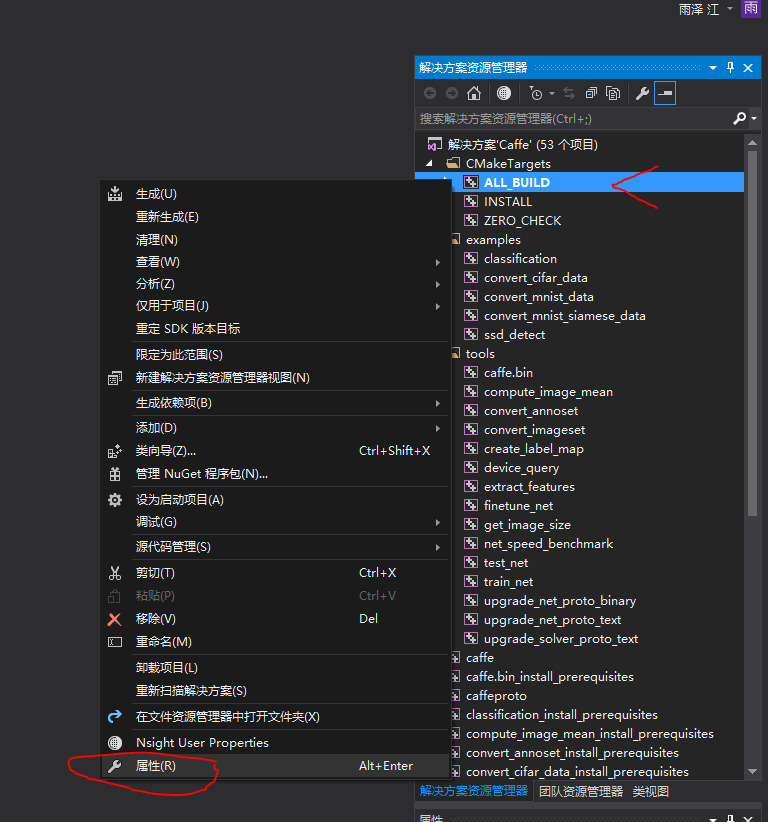 雨泽 江
雨
解决方案资源管理器
搜索解决方案资源管理器(Ctrl+;)
解决方案'Caffe' (53 个项目)
CMakeTargets
ALL_BUILD
INSTALL
ZERO_CHECK
examples
classification
convert_cifar_data
convert_mnist_data
convert_mnist_siamese_data
ssd_detect
tools
caffe.bin
compute_image_mean
convert_annoset
convert_imageset
create_label_map
device_query
extract_features
finetune_net
get_image_size
net_speed_benchmark
test_net
train_net
upgrade_net_proto_binary
upgrade_net_proto_text
upgrade_solver_proto_text
caffe
caffe.bin_install_prerequisites
caffeproto
classification_install_prerequisites
compute_image_mean_install_prerequisites
convert_annoset_install_prerequisites
convert_cifar_data_install_prerequisites
解决方案资源管理器 团队资源管理器 类视图
属性
生成(U)
重新生成(E)
清理(N)
查看(W)
分析(Z)
仅用于项目(J)
重定 SDK 版本目标
限定为此范围(S)
新建解决方案资源管理器视图(N)
生成依赖项(B)
添加(D)
类向导(Z)... Ctrl+Shift+X
管理 NuGet 程序包(N)...
设为启动项目(A)
调试(G)
源代码管理(S)
剪切(T) Ctrl+X
粘贴(P) Ctrl+V
移除(V) Del
重命名(M)
卸载项目(L)
重新扫描解决方案(S)
在文件资源管理器中打开文件夹(X)
Nsight User Properties
属性(R) Alt+Enter